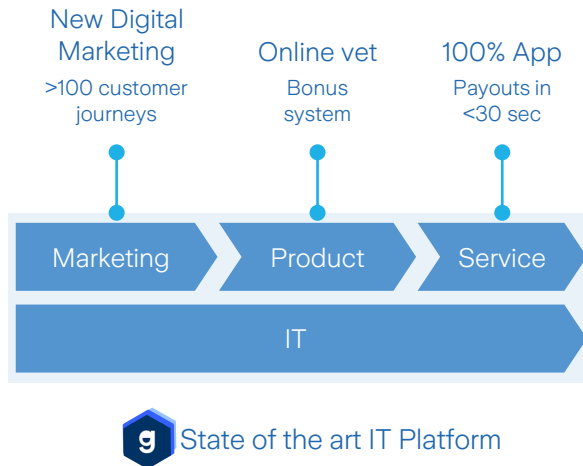 New Digital
Marketing
>100 customer
journeys
Online vet
Bonus
system
100% App
Payouts in
<30 sec
Marketing
Product
Service
IT
g
State of the art IT Platform